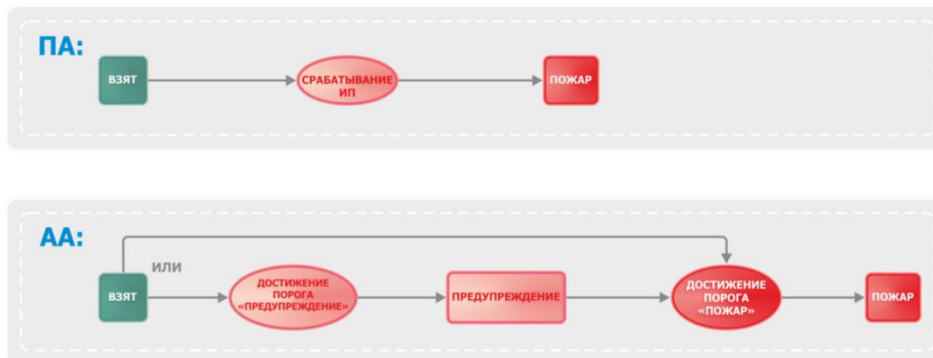 ПА:
ВЗЯТ
СРАБАТЫВАНИЕ
ИП
ПОЖАР
АА:
ИЛИ
ВЗЯТ
ДОСТИЖЕНИЕ
ПОРОГА
«ПРЕДУПРЕЖДЕНИЕ»
ПРЕДУПРЕЖДЕНИЕ
ДОСТИЖЕНИЕ
ПОРОГА
«ПОЖАР»
ПОЖАР